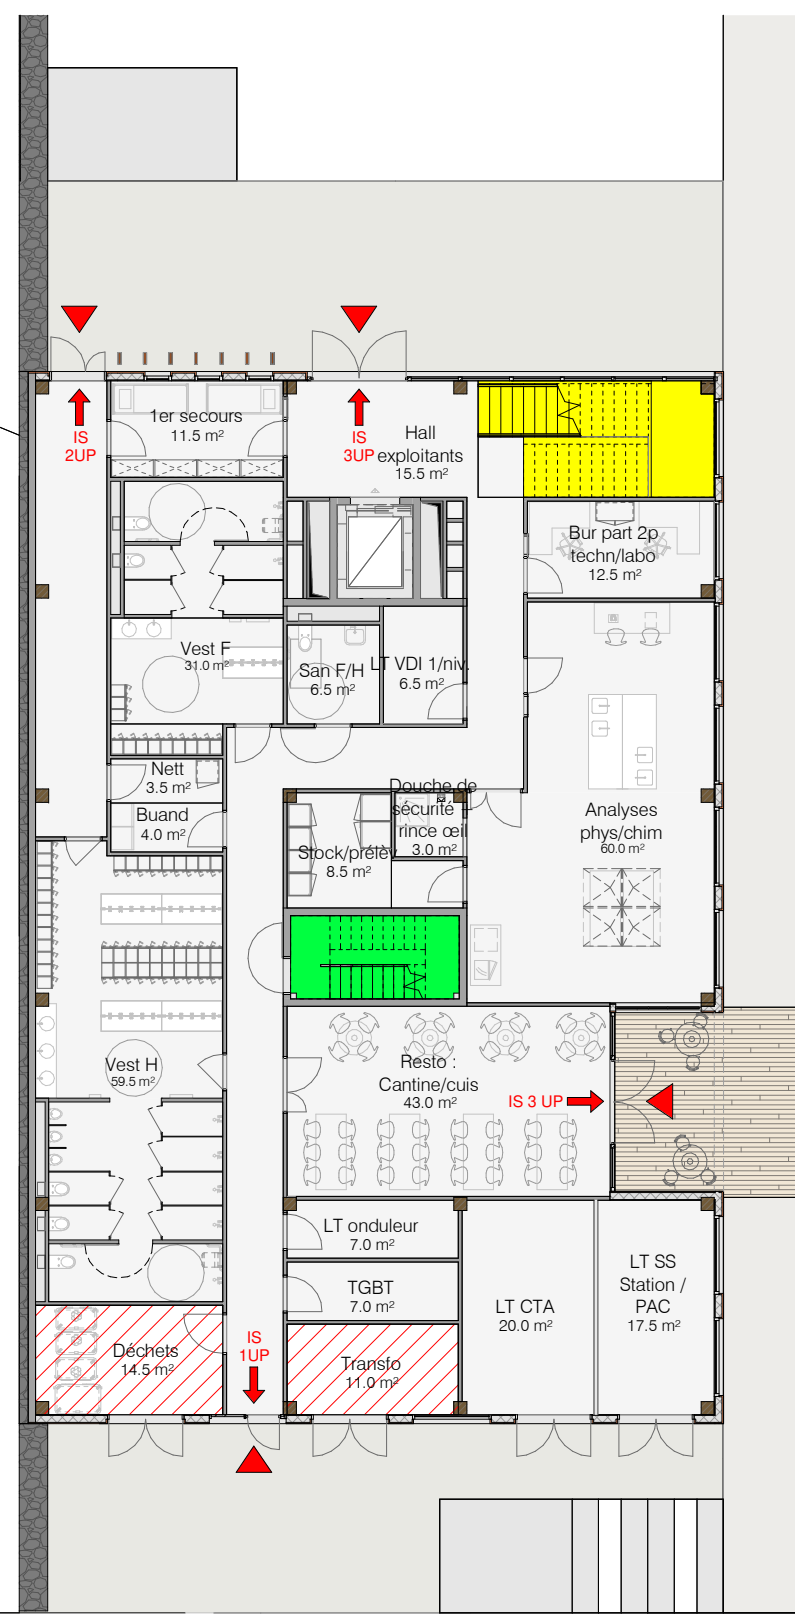 1er secours
11.5 m²
IS
2UP
IS
3UP
Hall
exploitants
15.5 m²
Bur part 2p
techn/labo
12.5 m²
Vest F
31.0 m²
San F/H
6.5 m²
LT VDI 1/niv.
6.5 m²
Nett
3.5 m²
Buand
4.0 m²
Douche de
sécurité
rince œil
3.0 m²
Stock/prélèv
8.5 m²
Analyses
phys/chim
60.0 m²
Vest H
59.5 m²
Resto :
Cantine/cuis
43.0 m²
IS 3 UP
LT onduleur
7.0 m²
TGBT
7.0 m²
LT CTA
20.0 m²
LT SS
Station /
PAC
17.5 m²
Déchets
14.5 m²
IS
1UP
Transfo
11.0 m²